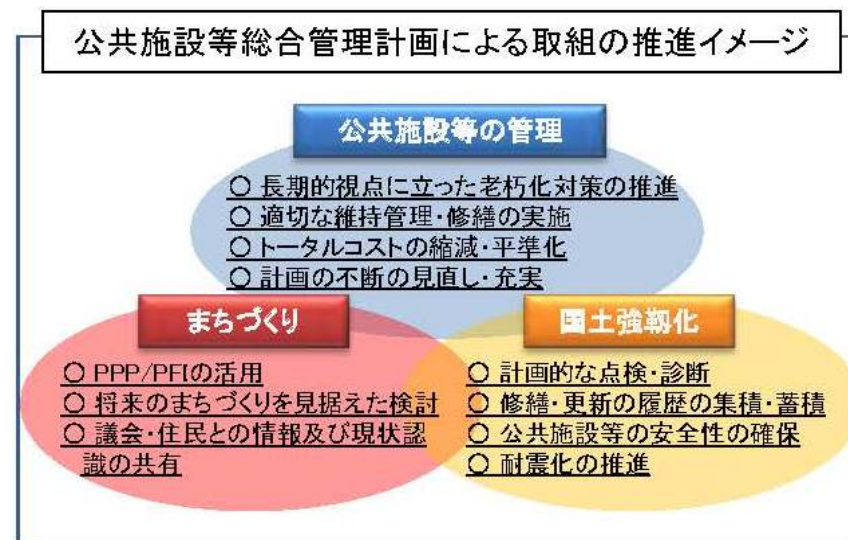 公共施設等総合管理計画による取組の推進イメージ
公共施設等の管理
○ 長期的視点に立った老朽化対策の推進
○ 適切な維持管理・修繕の実施
○ トータルコストの縮減・平準化
○ 計画の不断の見直し・充実
まちづくり
○ PPP/PFIの活用
○ 将来のまちづくりを見据えた検討
○ 議会・住民との情報及び現状認
識の共有
国土強靱化
○ 計画的な点検・診断
○ 修繕・更新の履歴の集積・蓄積
○ 公共施設等の安全性の確保
○ 耐震化の推進